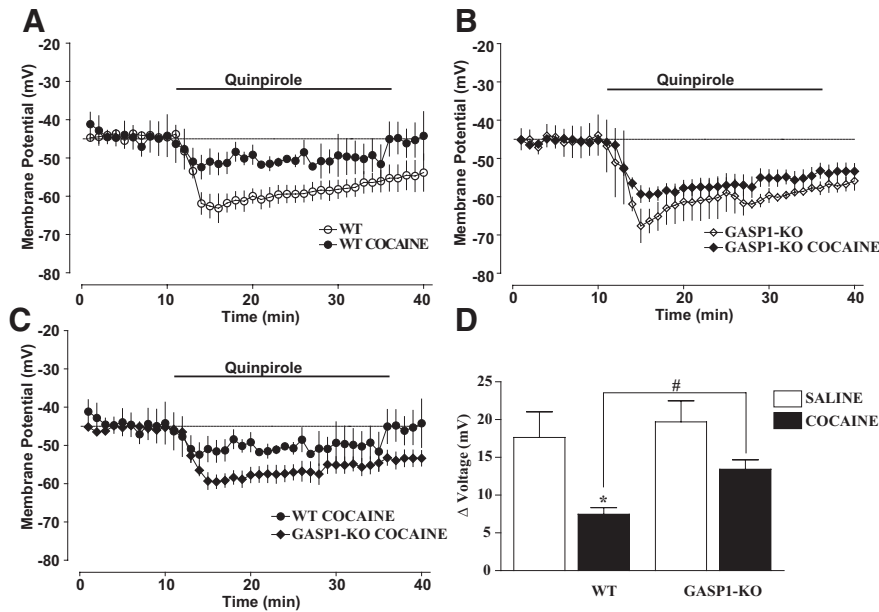 A
-20
-30
-40
-50
-60
-70
-80
Membrane Potential (mV)
Quinpirole
WT
WT COCAINE
0
10
20
30
40
Time (min)
B
-20
-30
-40
-50
-60
-70
-80
Membrane Potential (mV)
Quinpirole
GASP1-KO
GASP1-KO COCAINE
0
10
20
30
40
Time (min)
C
-20
-30
-40
-50
-60
-70
-80
Membrane Potential (mV)
Quinpirole
WT COCAINE
GASP1-KO COCAINE
0
10
20
30
40
Time (min)
D
25
20
15
10
5
0
Δ Voltage (mV)
#
*
SALINE
COCAINE
WT
GASP1-KO